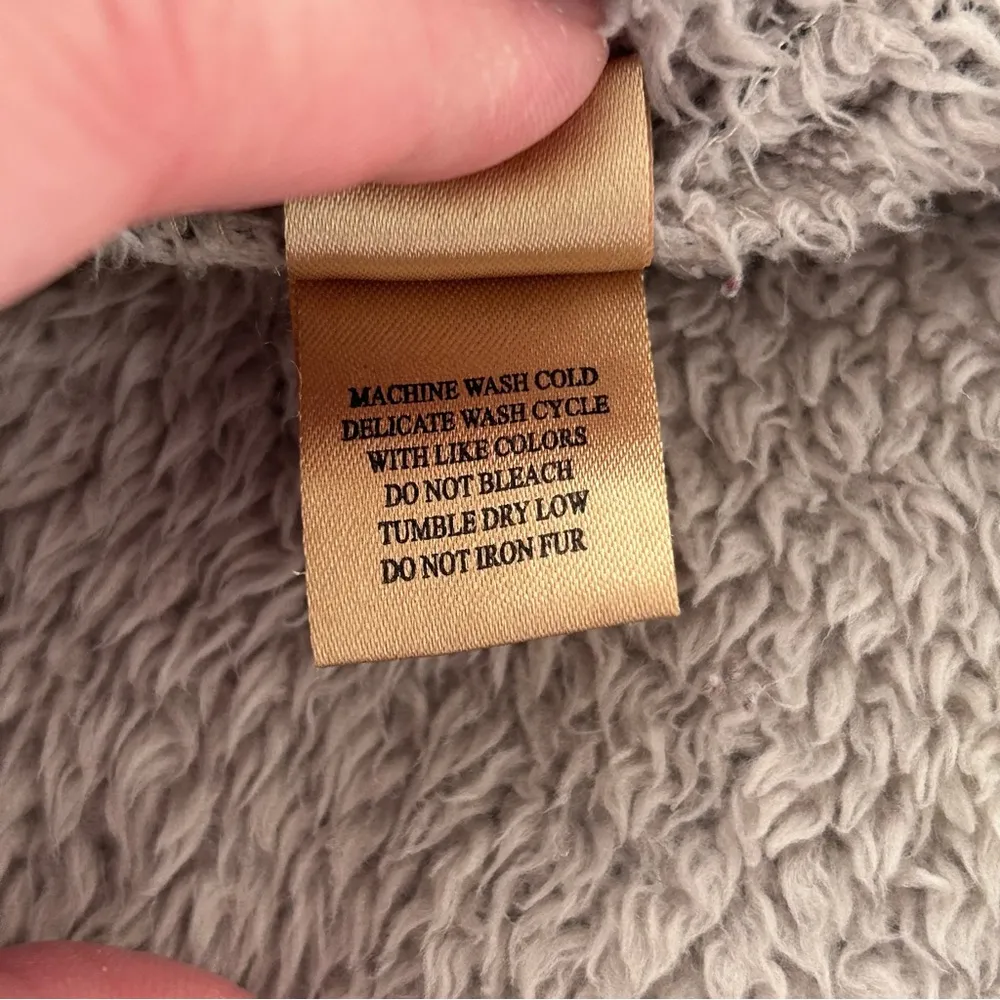 MACHINE WASH COLD
DELICATE WASH CYCLE
WITH LIKE COLORS
DO NOT BLEACH
TUMBLE DRY LOW
DO NOT IRON FUR